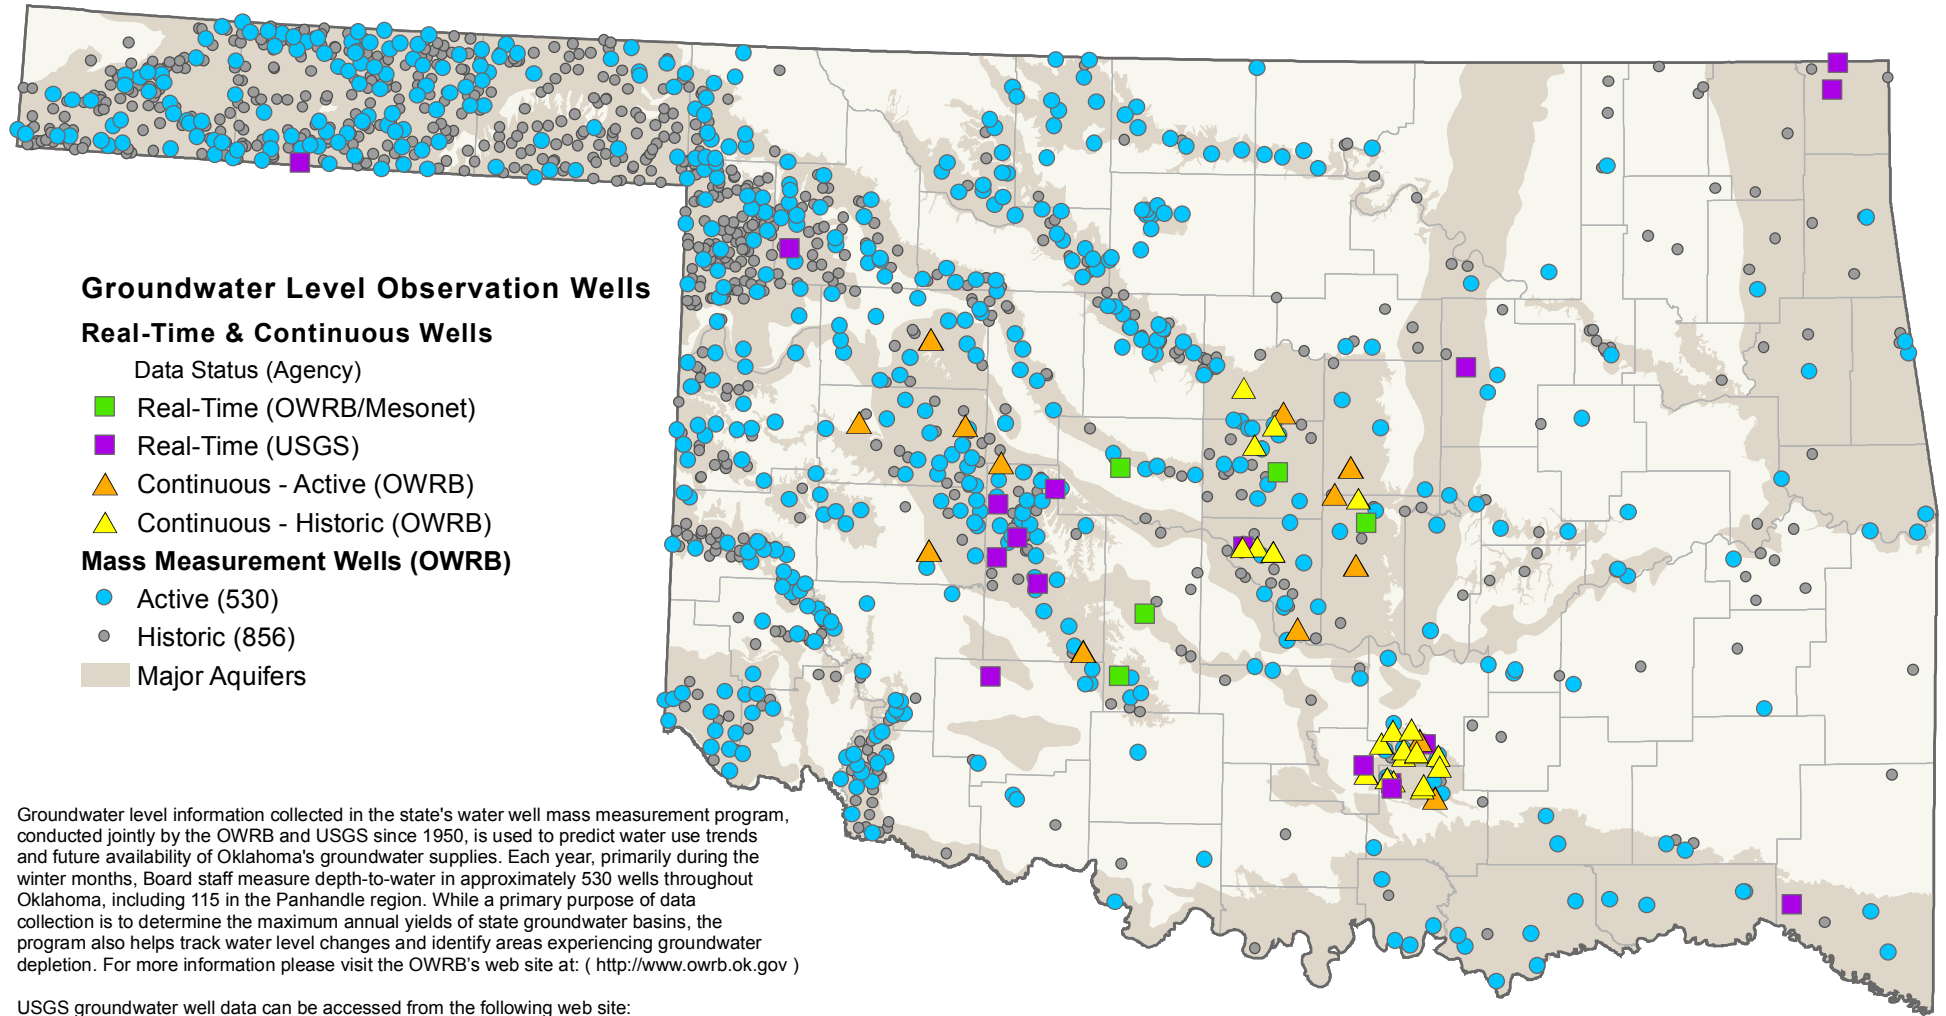 Groundwater Level Observation Wells
Real-Time & Continuous Wells
Data Status (Agency)
Real-Time (OWRB/Mesonet)
Real-Time (USGS)
Continuous - Active (OWRB)
Continuous - Historic (OWRB)
Mass Measurement Wells (OWRB)
Active (530)
Historic (856)
Major Aquifers
Groundwater level information collected in the state's water well mass measurement program,
conducted jointly by the OWRB and USGS since 1950, is used to predict water use trends
and future availability of Oklahoma's groundwater supplies. Each year, primarily during the
winter months, Board staff measure depth-to-water in approximately 530 wells throughout
Oklahoma, including 115 in the Panhandle region. While a primary purpose of data
collection is to determine the maximum annual yields of state groundwater basins, the
program also helps track water level changes and identify areas experiencing groundwater
depletion. For more information please visit the OWRB’s web site at: ( http://www.owrb.ok.gov )
USGS groundwater well data can be accessed from the following web site: